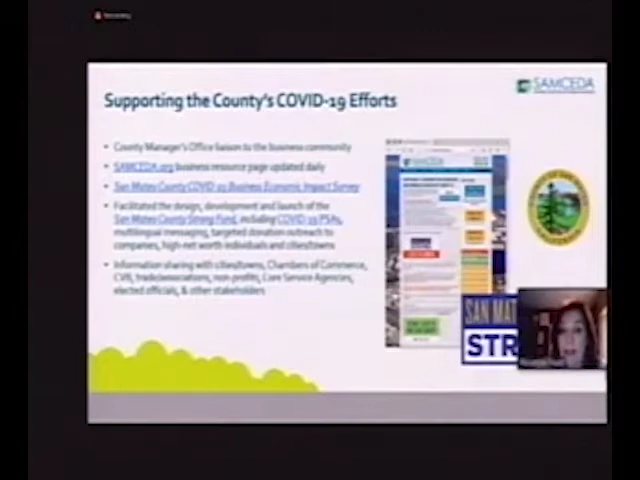 SAMCEDA
Supporting the County's COVID-19 Efforts
• County Manager's Office liaison to the business community
• SAMCEDA.org business resource page updated daily
• San Mateo County COVID-19 Business Economic Impact Survey
• Facilitated the design, development and launch of the
San Mateo County Strong Fund, including COVID-19 PSAs,
multilingual messaging, targeted donation outreach to
companies, high-net worth individuals and cities/towns
• Information sharing with cities/towns, Chambers of Commerce,
CVB, trade/associations, non-profits, Core Service Agencies,
elected officials, & other stakeholders
SAMCEDA
SAN MAT
STR